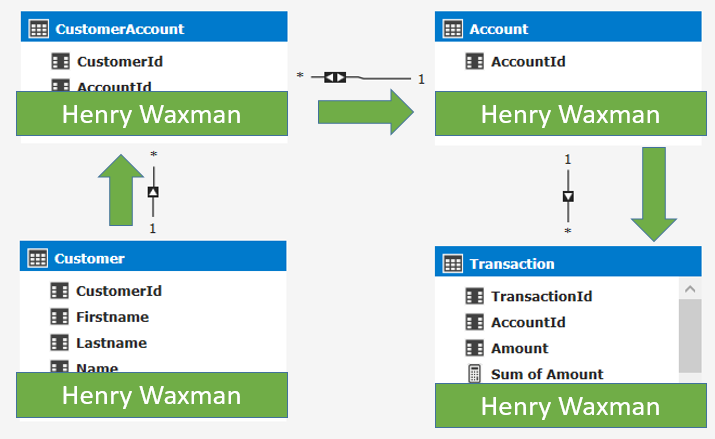 CustomerAccount
CustomerId
AccountId
Henry Waxman
* 1
Account
AccountId
Henry Waxman
*
1
1
*
Customer
CustomerId
Firstname
Lastname
Name
Henry Waxman
Transaction
TransactionId
AccountId
Amount
Sum of Amount
Henry Waxman